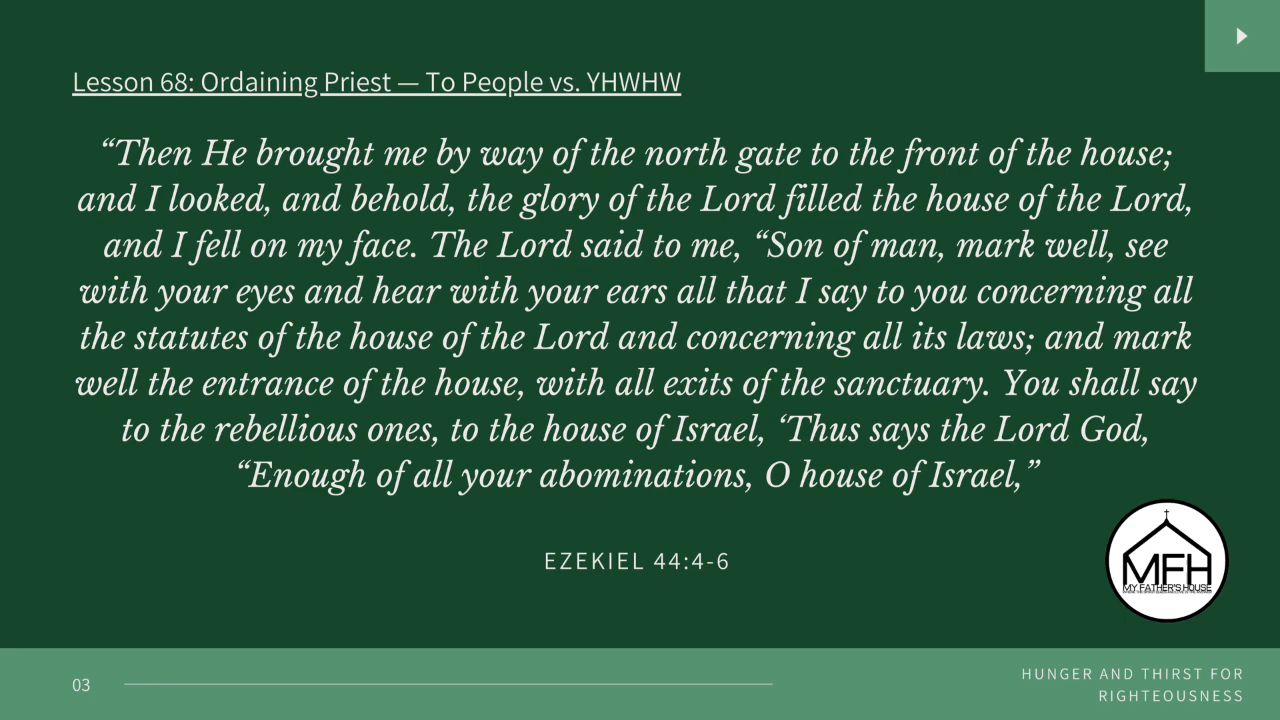 Lesson 68: Ordaining Priest — To People vs. YHWHW
“Then He brought me by way of the north gate to the front of the house;
and I looked, and behold, the glory of the Lord filled the house of the Lord,
and I fell on my face. The Lord said to me, “Son of man, mark well, see
with your eyes and hear with your ears all that I say to you concerning all
the statutes of the house of the Lord and concerning all its laws; and mark
well the entrance of the house, with all exits of the sanctuary. You shall say
to the rebellious ones, to the house of Israel, ‘Thus says the Lord God,
“Enough of all your abominations, O house of Israel,”
EZEKIEL 44:4-6
MFH
MY FATHER'S HOUSE
03
HUNGER AND THIRST FOR
RIGHTEOUSNESS